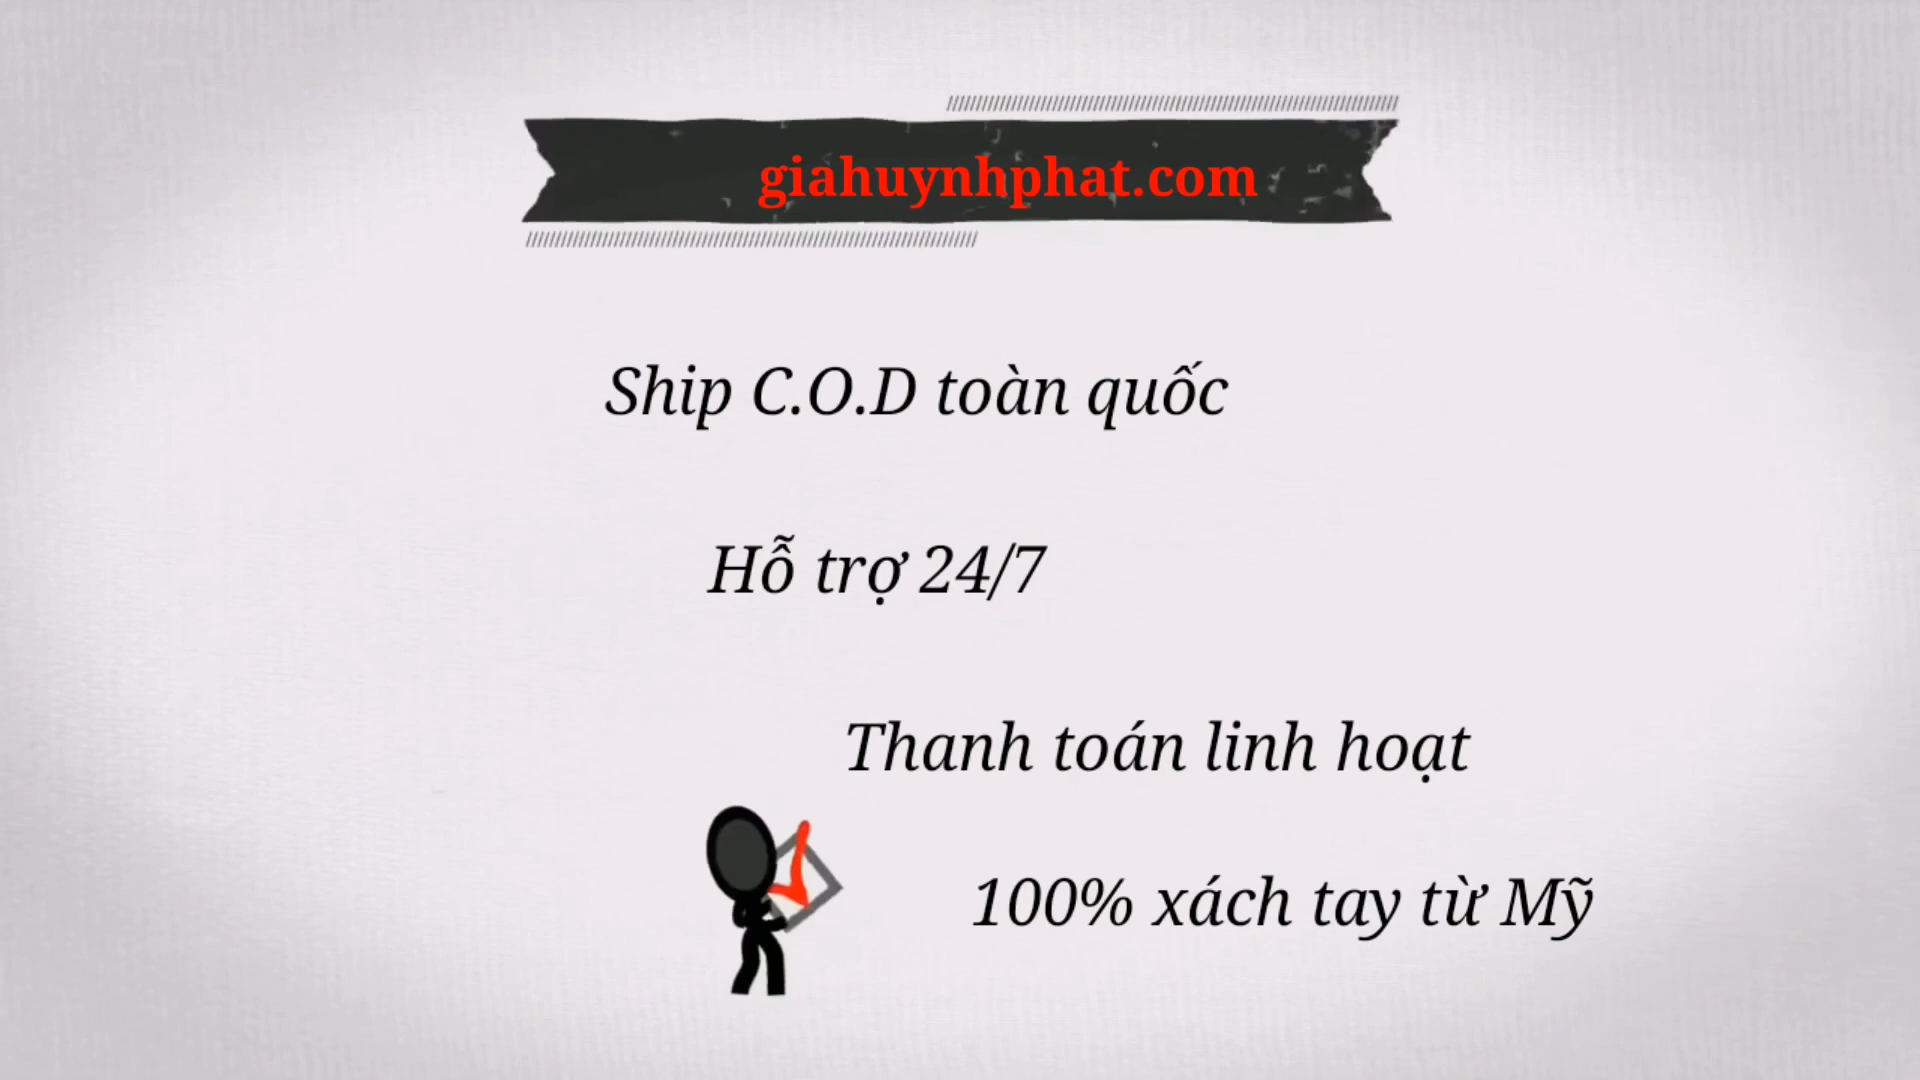 giahuynhphat.com
Ship C.O.D toàn quốc
Hỗ trợ 24/7
Thanh toán linh hoạt
100% xách tay từ Mỹ